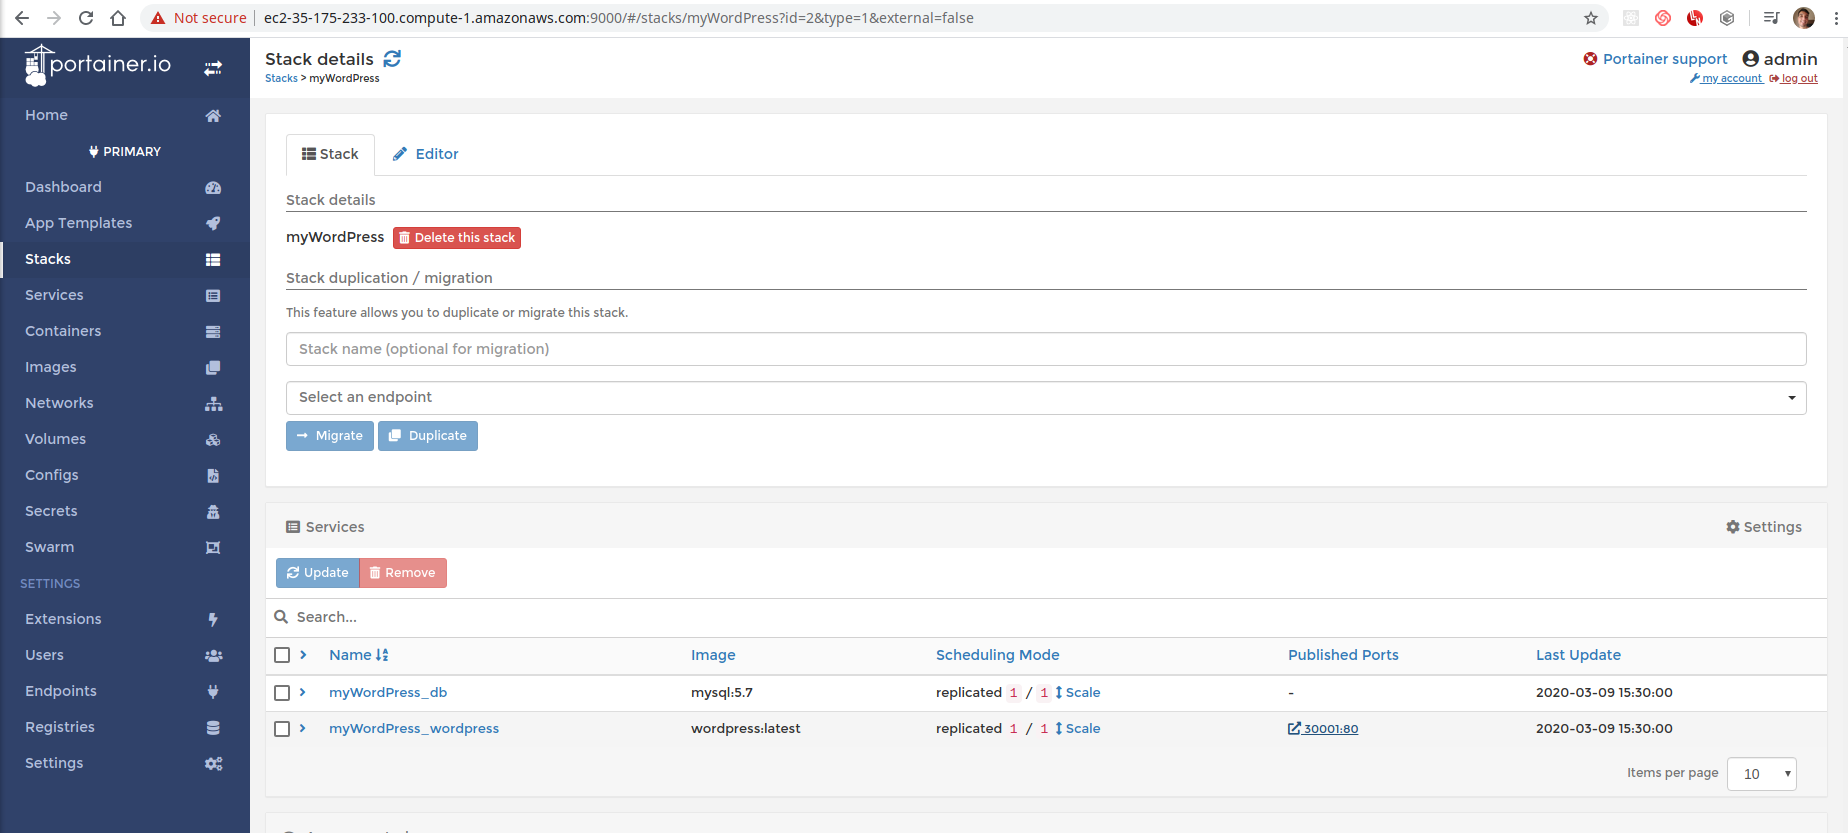 Not secure | ec2-35-175-233-100.compute-1.amazonaws.com:9000/#/stacks/myWordPress?id=2&type=1&external=false
portainer.io
Home
PRIMARY
Dashboard
App Templates
Stacks
Services
Containers
Images
Networks
Volumes
Configs
Secrets
Swarm
SETTINGS
Extensions
Users
Endpoints
Registries
Settings
Stack details
Stacks > myWordPress
Portainer support admin
my account log out
Stack Editor
Stack details
myWordPress Delete this stack
Stack duplication / migration
This feature allows you to duplicate or migrate this stack.
Stack name (optional for migration)
Select an endpoint
Migrate Duplicate
Services Settings
Update Remove
Search...
Name Image Scheduling Mode Published Ports Last Update
myWordPress_db mysql:5.7 replicated 1 / 1 Scale - 2020-03-09 15:30:00
myWordPress_wordpress wordpress:latest replicated 1 / 1 Scale 30001:80 2020-03-09 15:30:00
Items per page 10